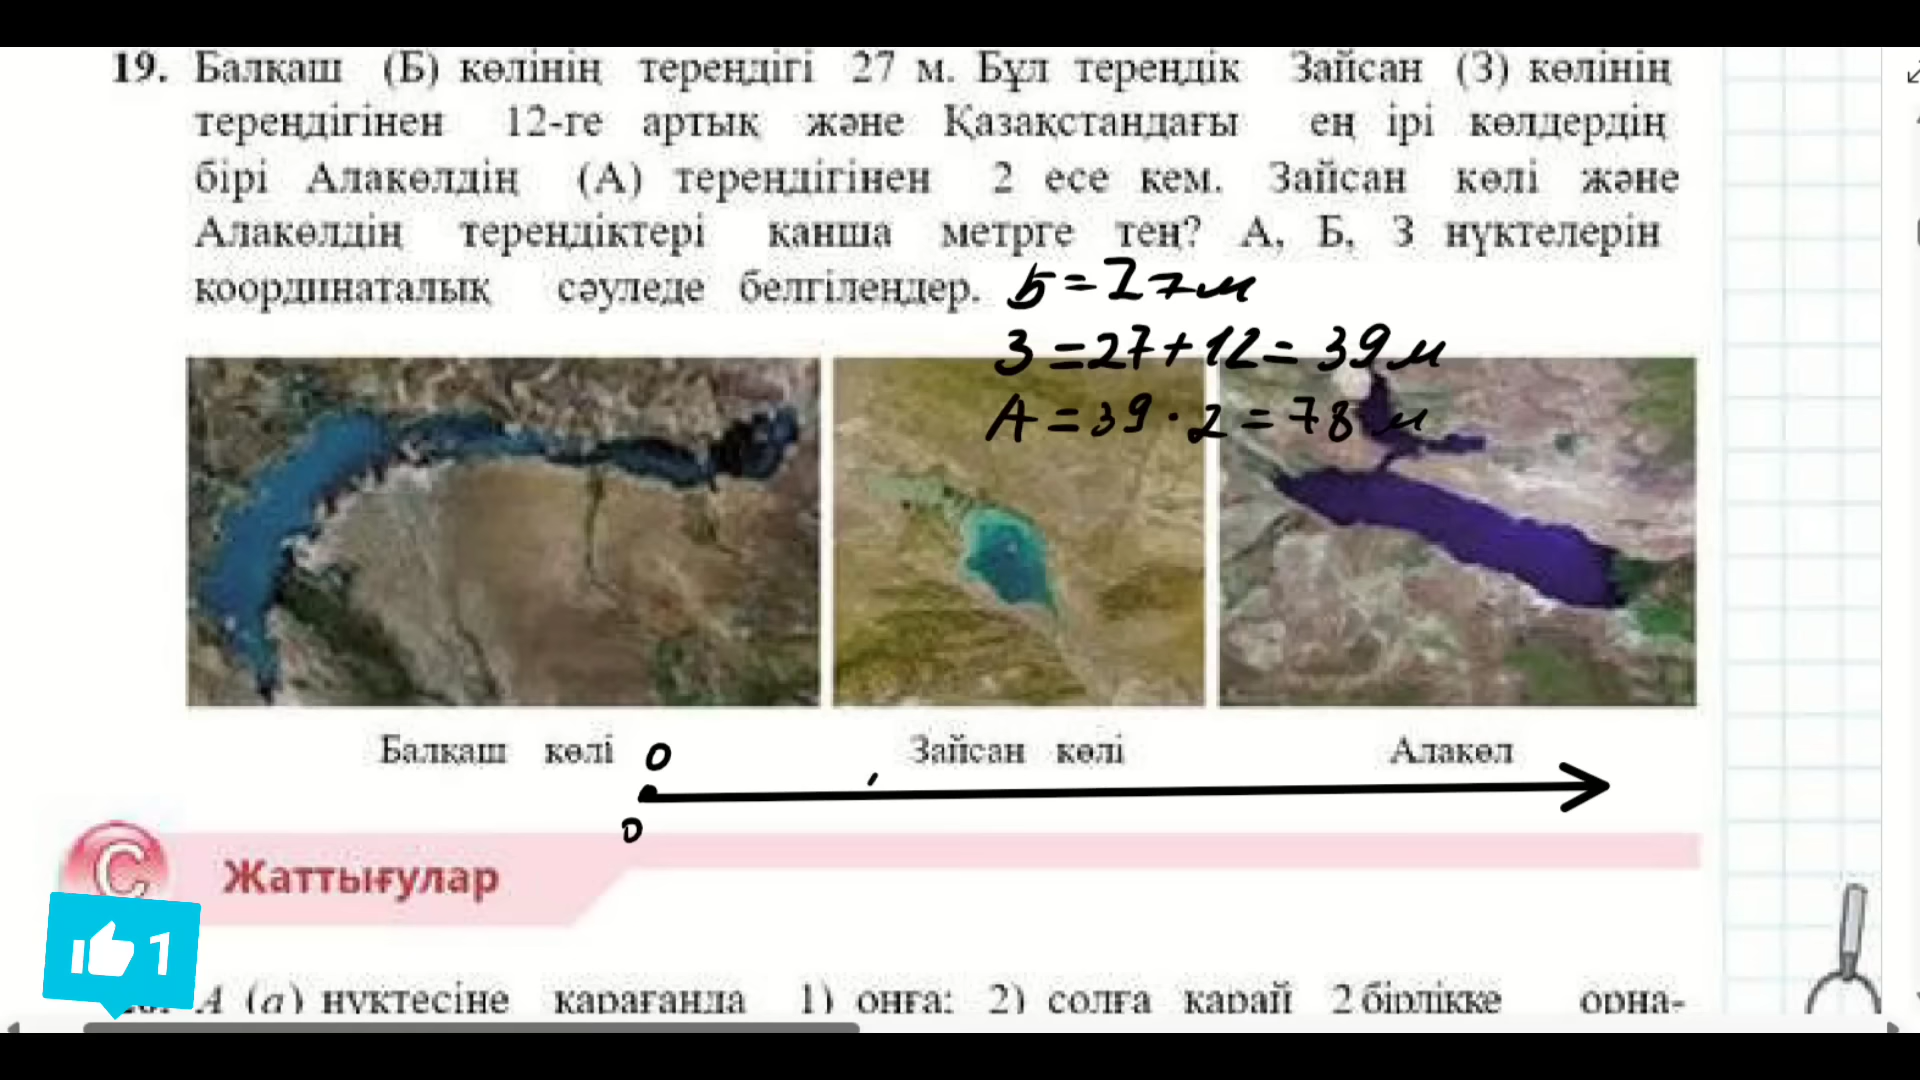 19. Балқаш (Б) көлінің тереңдігі 27 м. Бұл тереңдік Зайсан (З) көлінің
тереңдігінен 12-ге артық және Қазақстандағы ең ірі көлдердің
бірі Алакөлдің (А) тереңдігінен 2 есе кем. Зайсан көлі және
Алакөлдің тереңдіктері қанша метрге тең? А, Б, З нүктелерін
координаталық сәуледе белгілеңдер.
Б = 27 м
З = 27 + 12 = 39 м
А = 39 · 2 = 78 м
Балқаш көлі
Зайсан көлі
Алакөл
О
0
С Жаттығулар
1
А (а) нүктесіне қарағанда 1) оңға; 2) солға қарай 2 бірлікке орна-